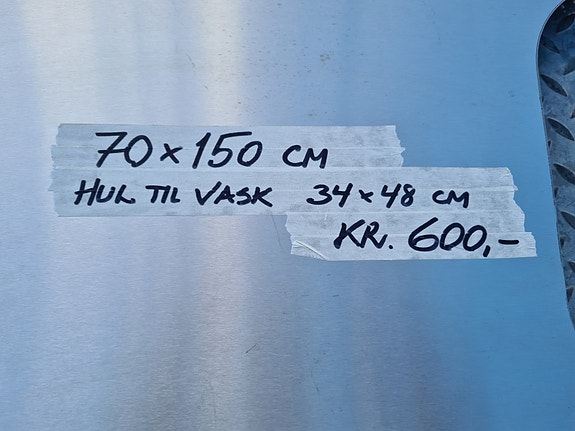 70 x 150 CM
HUL TIL VASK 34 x 48 CM
KR. 600,-